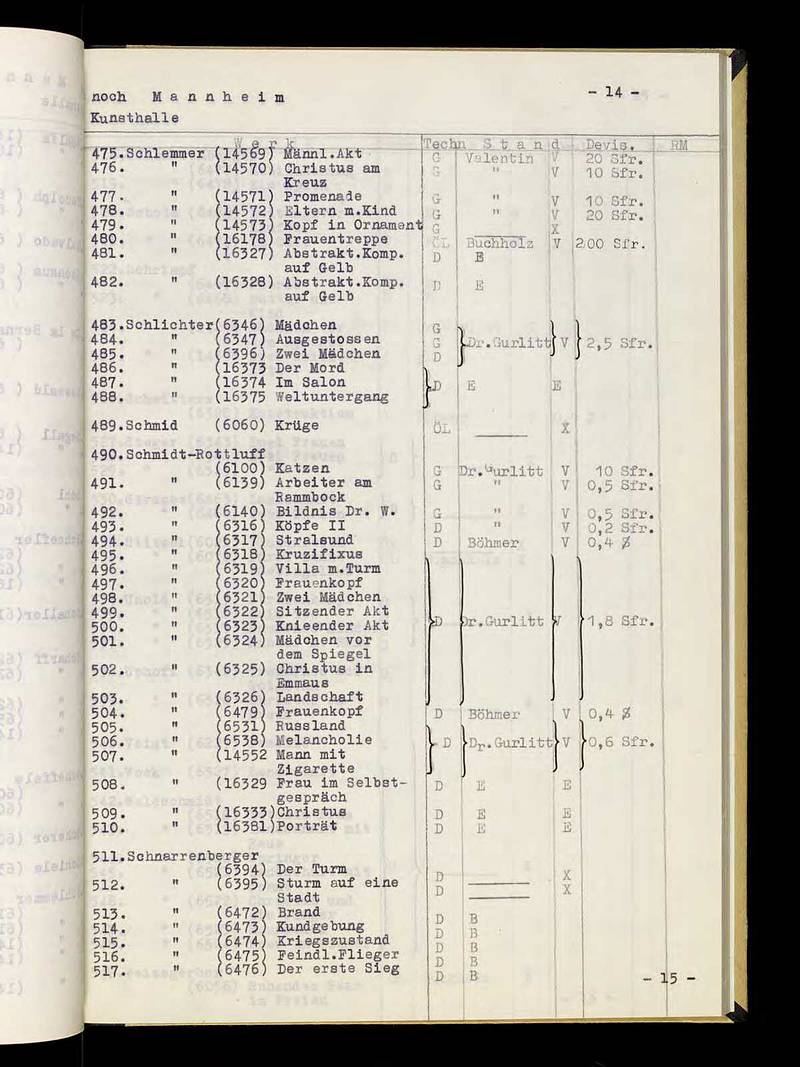 noch M a n n h e i m - 14 -
Kunsthalle
W e r k Techn S t a n d Devis. RM
475.Schlemmer (14569) Männl.Akt G Valentin V 20 Sfr.
476. " (14570) Christus am G " V 10 Sfr.
Kreuz
477. " (14571) Promenade G " V 10 Sfr.
478. " (14572) Eltern m.Kind G " V 20 Sfr.
479. " (14573) Kopf in Ornament G ______ X
480. " (16178) Frauentreppe ÖL Buchholz V 200 Sfr.
481. " (16327) Abstrakt.Komp. D E
auf Gelb
482. " (16328) Abstrakt.Komp. D E
auf Gelb
483.Schlichter(6346) Mädchen G
484. " (6347) Ausgestossen G Dr.Gurlitt V 2,5 Sfr.
485. " (6396) Zwei Mädchen D
486. " (16373 Der Mord
487. " (16374 Im Salon D E E
488. " (16375 Weltuntergang
489.Schmid (6060) Krüge ÖL ______ X
490.Schmidt-Rottluff
(6100) Katzen G Dr.Gurlitt V 10 Sfr.
491. " (6139) Arbeiter am G " V 0,5 Sfr.
Rammbock
492. " (6140) Bildnis Dr. W. G " V 0,5 Sfr.
493. " (6316) Köpfe II D " V 0,2 Sfr.
494. " (6317) Stralsund D Böhmer V 0,4 $
495. " (6318) Kruzifixus
496. " (6319) Villa m.Turm
497. " (6320) Frauenkopf
498. " (6321) Zwei Mädchen
499. " (6322) Sitzender Akt
500. " (6323) Knieender Akt D Dr.Gurlitt V 1,8 Sfr.
501. " (6324) Mädchen vor
dem Spiegel
502. " (6325) Christus in
Emmaus
503. " (6326) Landschaft
504. " (6479) Frauenkopf D Böhmer V 0,4 $
505. " (6531) Russland
506. " (6538) Melancholie D Dr.Gurlitt V 0,6 Sfr.
507. " (14552 Mann mit
Zigarette
508. " (16329 Frau im Selbst- D E E
gespräch
509. " (16333)Christus D E E
510. " (16381)Porträt D E E
511.Schnarrenberger
(6394) Der Turm D ______ X
512. " (6395) Sturm auf eine D ______ X
Stadt
513. " (6472) Brand D B
514. " (6473) Kundgebung D B
515. " (6474) Kriegszustand D B
516. " (6475) Feindl.Flieger D B
517. " (6476) Der erste Sieg D B
- 15 -